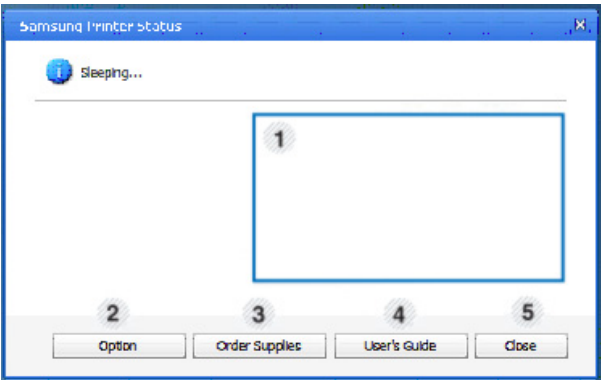 Samsung Printer Status
Sleeping...
1
2 3 4 5
Option Order Supplies User's Guide Close